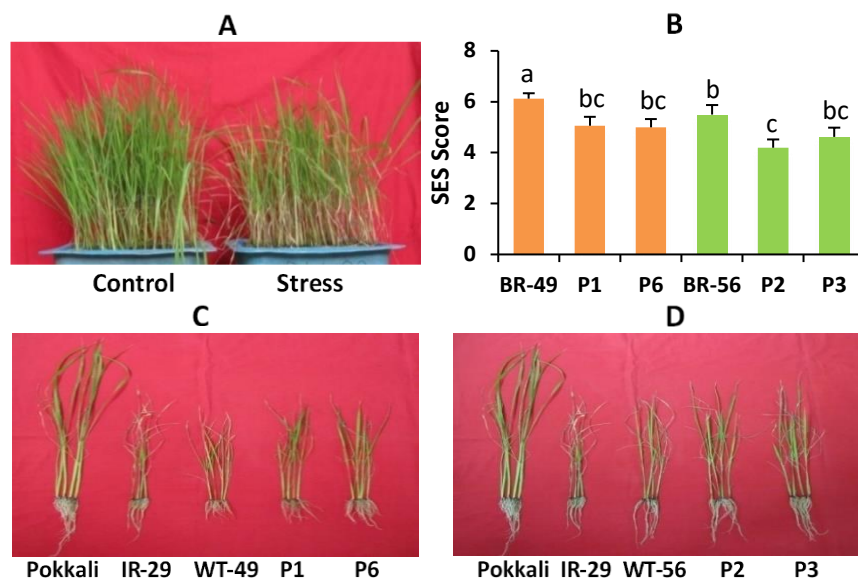 A
Control Stress
B
SES Score
8
6
4
2
0
a
bc
bc
b
c
bc
BR-49 P1 P6 BR-56 P2 P3
C
Pokkali IR-29 WT-49 P1 P6
D
Pokkali IR-29 WT-56 P2 P3